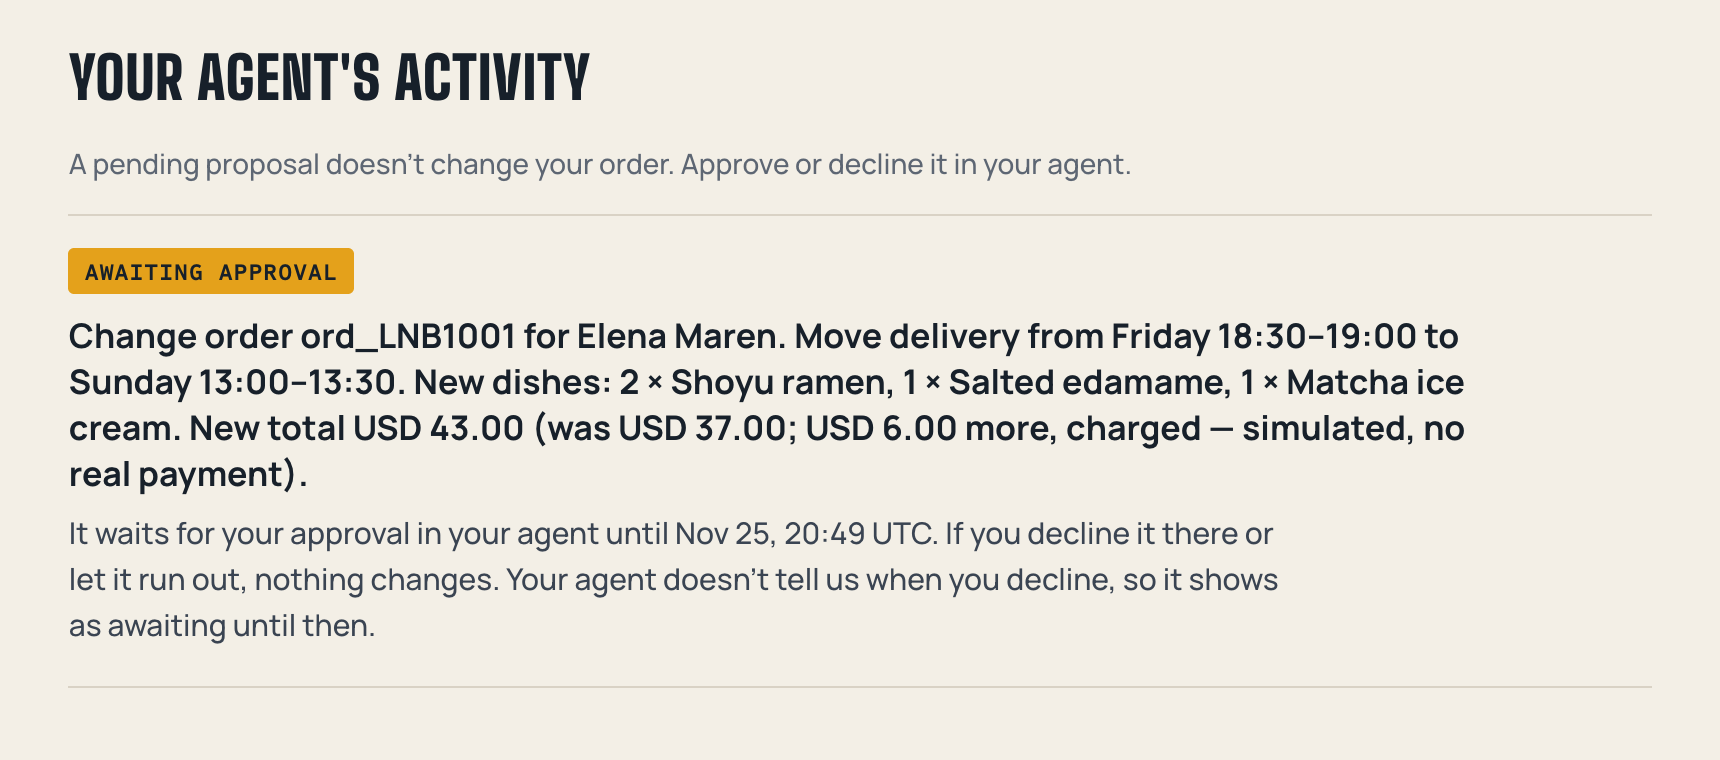 YOUR AGENT'S ACTIVITY
A pending proposal doesn’t change your order. Approve or decline it in your agent.
AWAITING APPROVAL
Change order ord_LNB1001 for Elena Maren. Move delivery from Friday 18:30–19:00 to
Sunday 13:00–13:30. New dishes: 2 × Shoyu ramen, 1 × Salted edamame, 1 × Matcha ice
cream. New total USD 43.00 (was USD 37.00; USD 6.00 more, charged — simulated, no
real payment).
It waits for your approval in your agent until Nov 25, 20:49 UTC. If you decline it there or
let it run out, nothing changes. Your agent doesn’t tell us when you decline, so it shows
as awaiting until then.